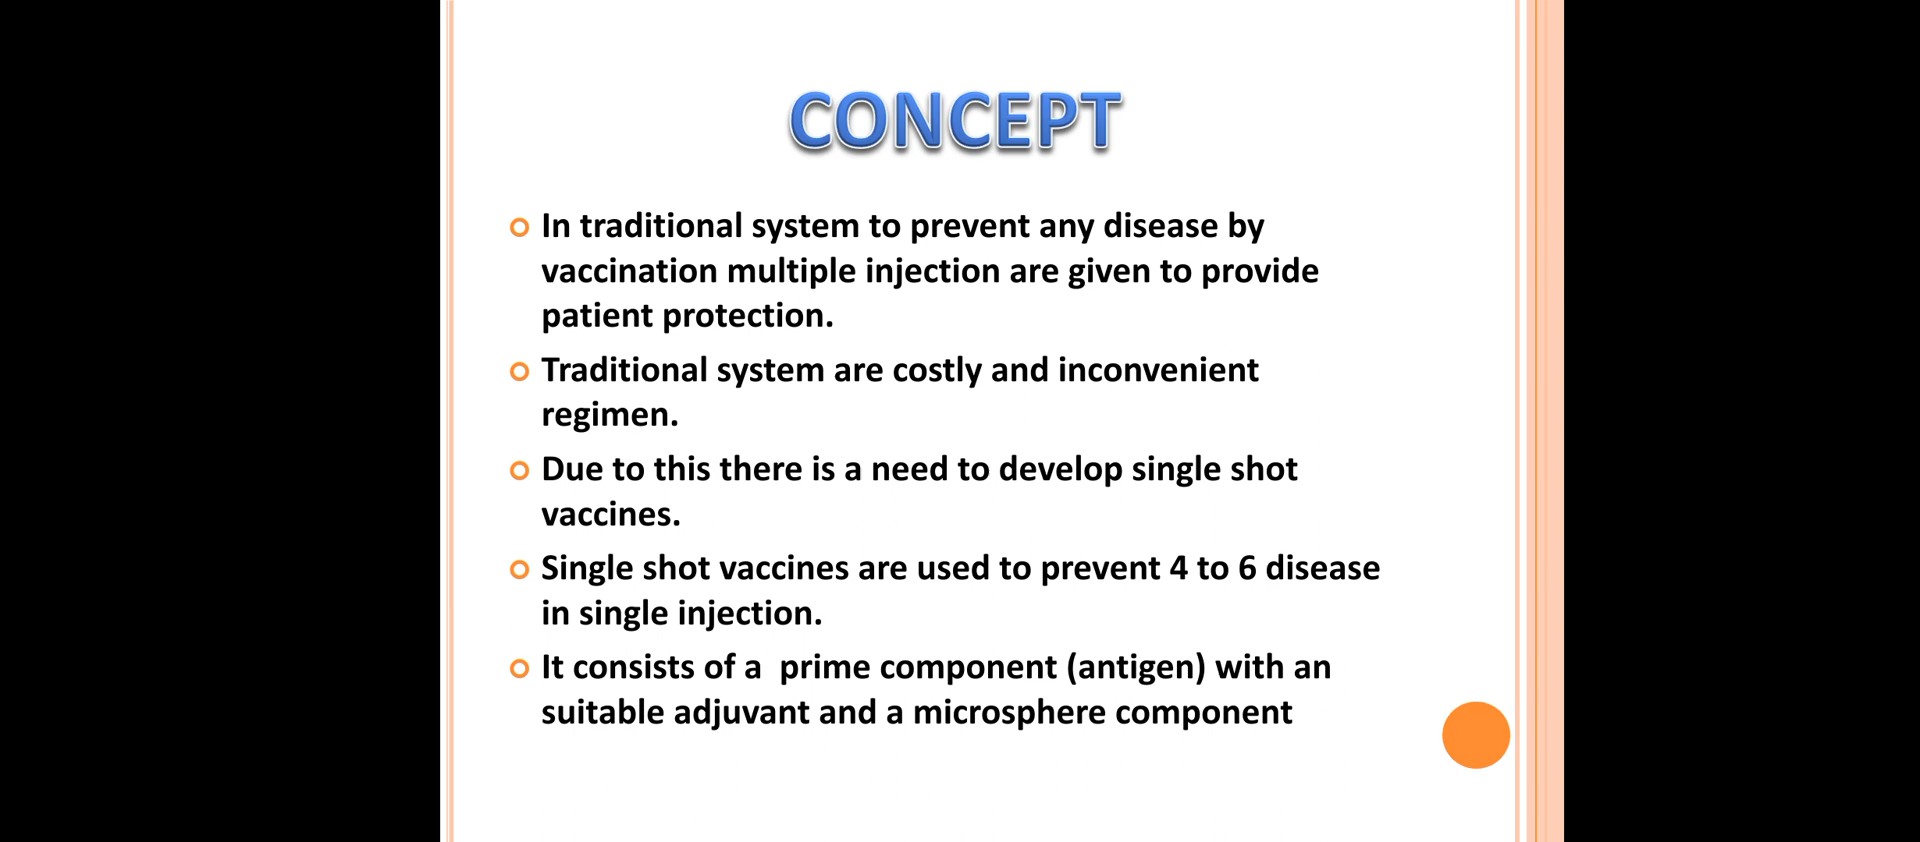 CONCEPT
In traditional system to prevent any disease by
vaccination multiple injection are given to provide
patient protection.
Traditional system are costly and inconvenient
regimen.
Due to this there is a need to develop single shot
vaccines.
Single shot vaccines are used to prevent 4 to 6 disease
in single injection.
It consists of a  prime component (antigen) with an
suitable adjuvant and a microsphere component